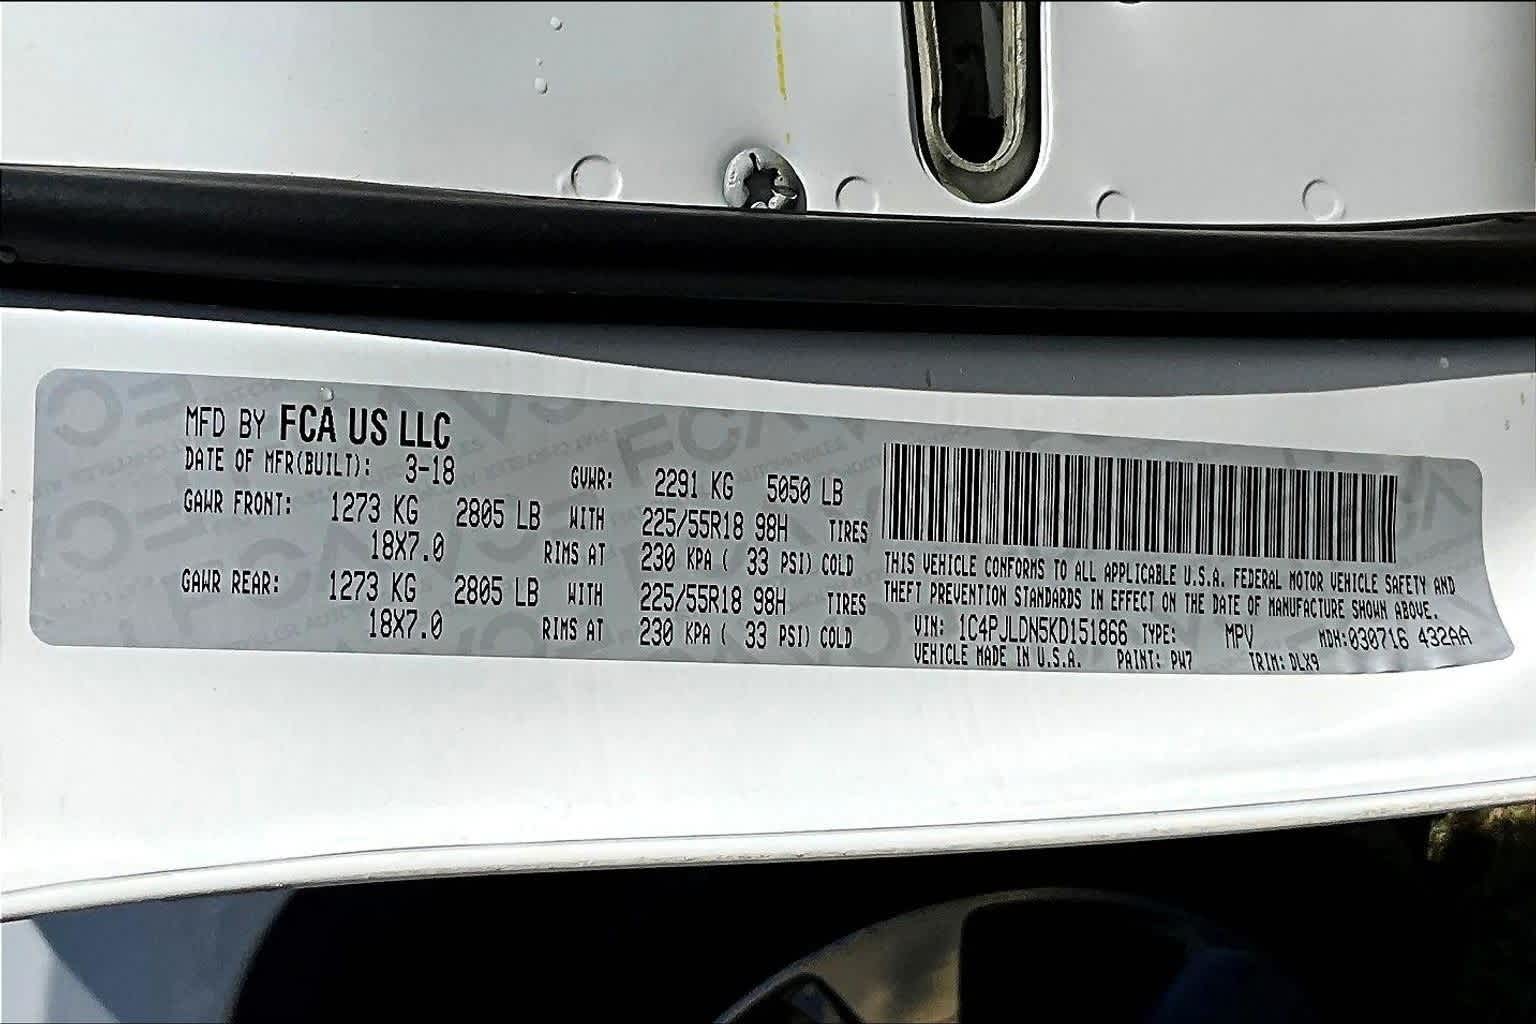 MFD BY FCA US LLC
DATE OF MFR(BUILT): 3-18 GVWR: 2291 KG 5050 LB
GAWR FRONT: 1273 KG 2805 LB WITH 225/55R18 98H TIRES
18X7.0 RIMS AT 230 KPA ( 33 PSI) COLD
GAWR REAR: 1273 KG 2805 LB WITH 225/55R18 98H TIRES
18X7.0 RIMS AT 230 KPA ( 33 PSI) COLD
THIS VEHICLE CONFORMS TO ALL APPLICABLE U.S.A. FEDERAL MOTOR VEHICLE SAFETY AND
THEFT PREVENTION STANDARDS IN EFFECT ON THE DATE OF MANUFACTURE SHOWN ABOVE.
VIN: 1C4PJLDN5KD151866 TYPE: MPV MDH:030716 432AA
VEHICLE MADE IN U.S.A. PAINT: PW7 TRIM: DLX9